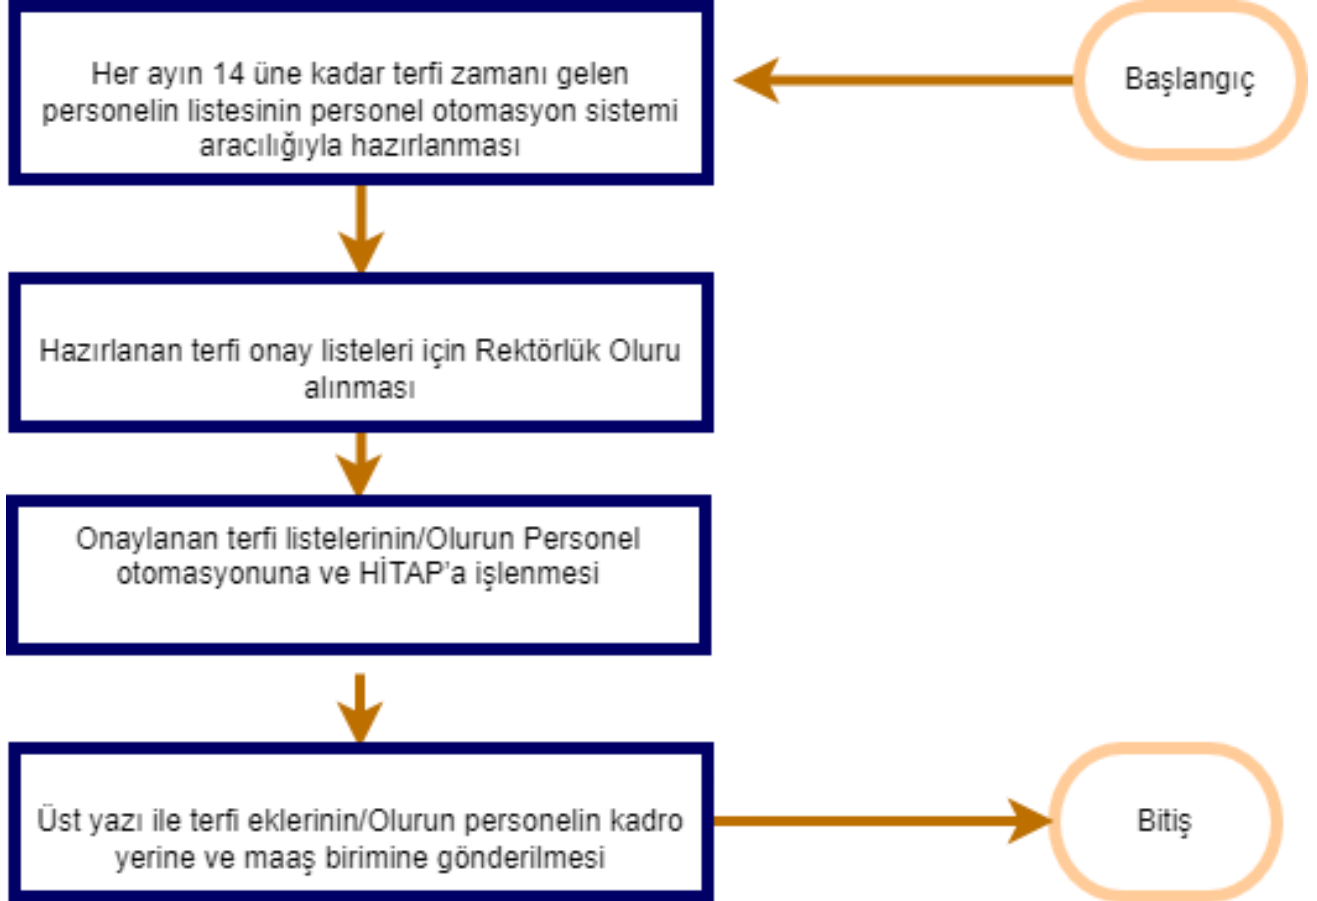 Başlangıç
Her ayın 14 üne kadar terfi zamanı gelen
personelin listesinin personel otomasyon sistemi
aracılığıyla hazırlanması
Hazırlanan terfi onay listeleri için Rektörlük Oluru
alınması
Onaylanan terfi listelerinin/Olurun Personel
otomasyonuna ve HİTAP'a işlenmesi
Üst yazı ile terfi eklerinin/Olurun personelin kadro
yerine ve maaş birimine gönderilmesi
Bitiş